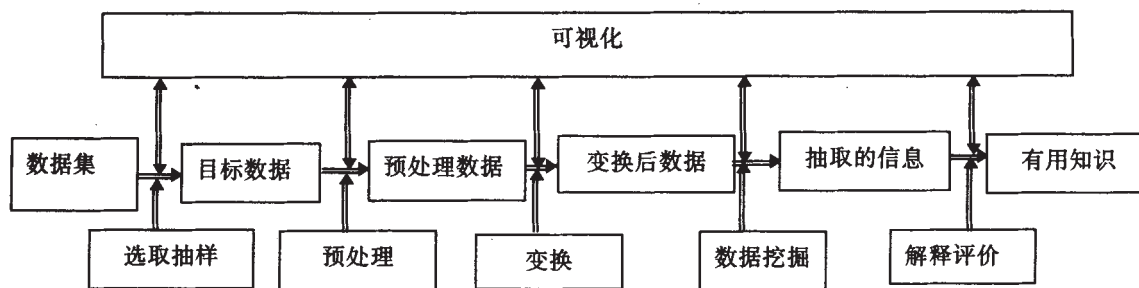 可视化
数据集
目标数据
预处理数据
变换后数据
抽取的信息
有用知识
选取抽样
预处理
变换
数据挖掘
解释评价